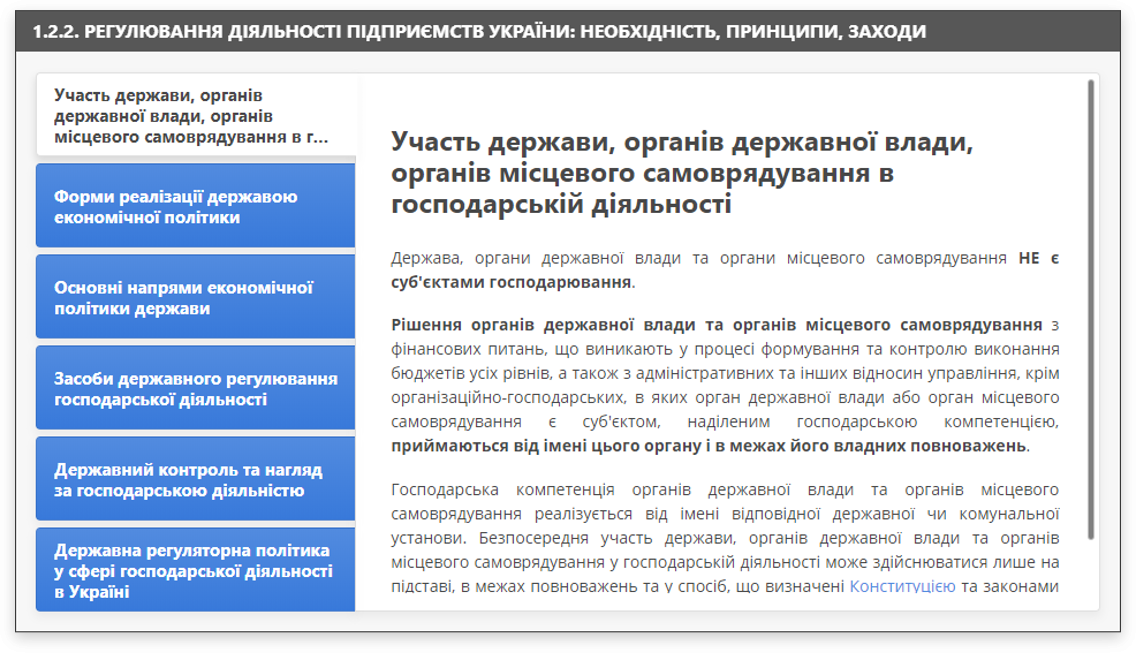 1.2.2. РЕГУЛЮВАННЯ ДІЯЛЬНОСТІ ПІДПРИЄМСТВ УКРАЇНИ: НЕОБХІДНІСТЬ, ПРИНЦИПИ, ЗАХОДИ
Участь держави, органів
державної влади, органів
місцевого самоврядування в г...
Форми реалізації державою
економічної політики
Основні напрями економічної
політики держави
Засоби державного регулювання
господарської діяльності
Державний контроль та нагляд
за господарською діяльністю
Державна регуляторна політика
у сфері господарської діяльності
в Україні
Участь держави, органів державної влади,
органів місцевого самоврядування в
господарській діяльності
Держава, органи державної влади та органи місцевого самоврядування НЕ є
суб'єктами господарювання.
Рішення органів державної влади та органів місцевого самоврядування з
фінансових питань, що виникають у процесі формування та контролю виконання
бюджетів усіх рівнів, а також з адміністративних та інших відносин управління, крім
організаційно-господарських, в яких орган державної влади або орган місцевого
самоврядування є суб'єктом, наділеним господарською компетенцією,
приймаються від імені цього органу і в межах його владних повноважень.
Господарська компетенція органів державної влади та органів місцевого
самоврядування реалізується від імені відповідної державної чи комунальної
установи. Безпосередня участь держави, органів державної влади та органів
місцевого самоврядування у господарській діяльності може здійснюватися лише на
підставі, в межах повноважень та у спосіб, що визначені Конституцією та законами